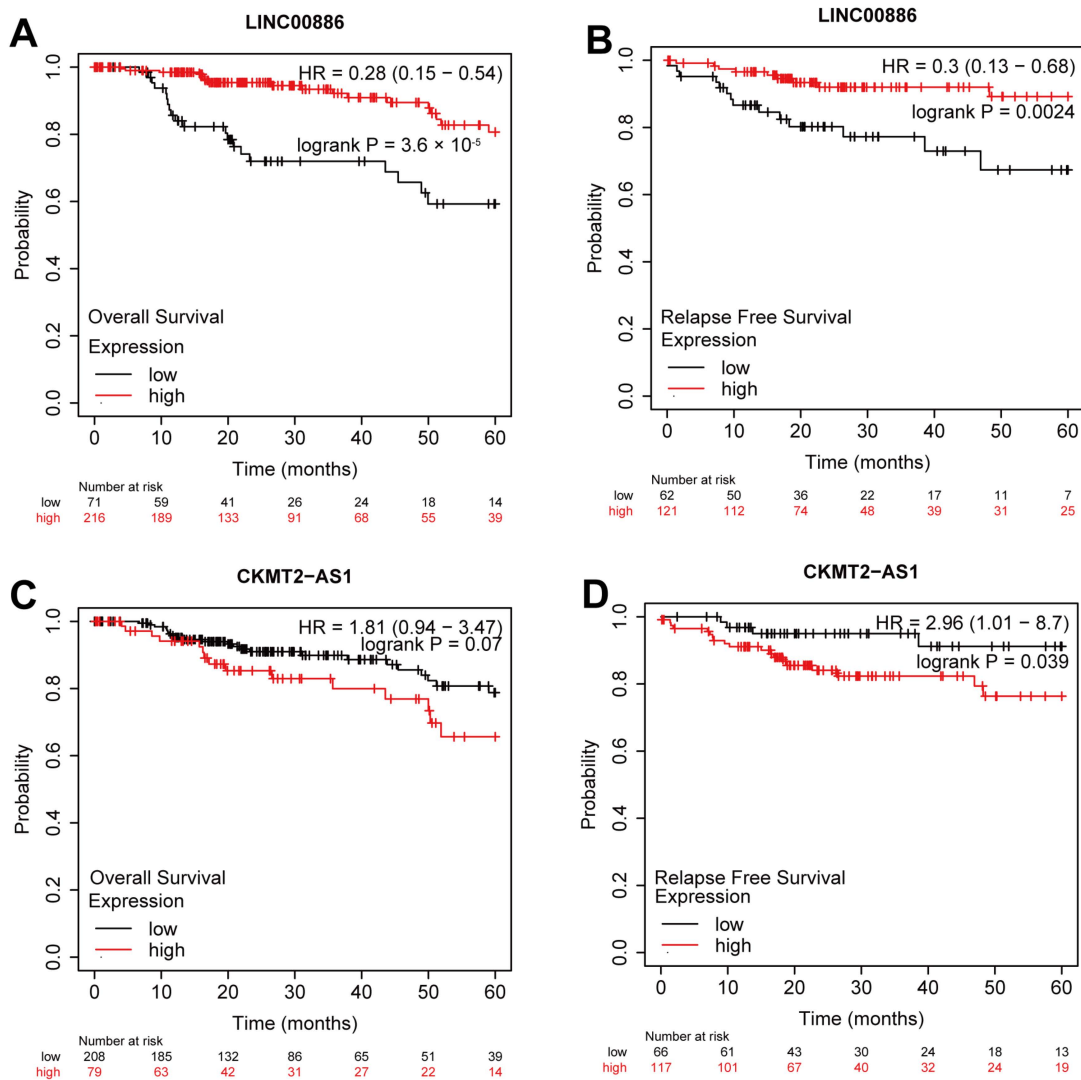 A
LINC00886
HR = 0.28 (0.15 − 0.54)
logrank P = 3.6 × 10-5
Probability
1.0
0.8
0.6
0.4
0.2
0.0
Overall Survival
Expression
low
high
0 10 20 30 40 50 60
Time (months)
Number at risk
low 71 59 41 26 24 18 14
high 216 189 133 91 68 55 39
B
LINC00886
HR = 0.3 (0.13 − 0.68)
logrank P = 0.0024
Probability
1.0
0.8
0.6
0.4
0.2
0.0
Relapse Free Survival
Expression
low
high
0 10 20 30 40 50 60
Time (months)
Number at risk
low 62 50 36 22 17 11 7
high 121 112 74 48 39 31 25
C
CKMT2−AS1
HR = 1.81 (0.94 − 3.47)
logrank P = 0.07
Probability
1.0
0.8
0.6
0.4
0.2
0.0
Overall Survival
Expression
low
high
0 10 20 30 40 50 60
Time (months)
Number at risk
low 208 185 132 86 65 51 39
high 79 63 42 31 27 22 14
D
CKMT2−AS1
HR = 2.96 (1.01 − 8.7)
logrank P = 0.039
Probability
1.0
0.8
0.6
0.4
0.2
0.0
Relapse Free Survival
Expression
low
high
0 10 20 30 40 50 60
Time (months)
Number at risk
low 66 61 43 30 24 18 13
high 117 101 67 40 32 24 19